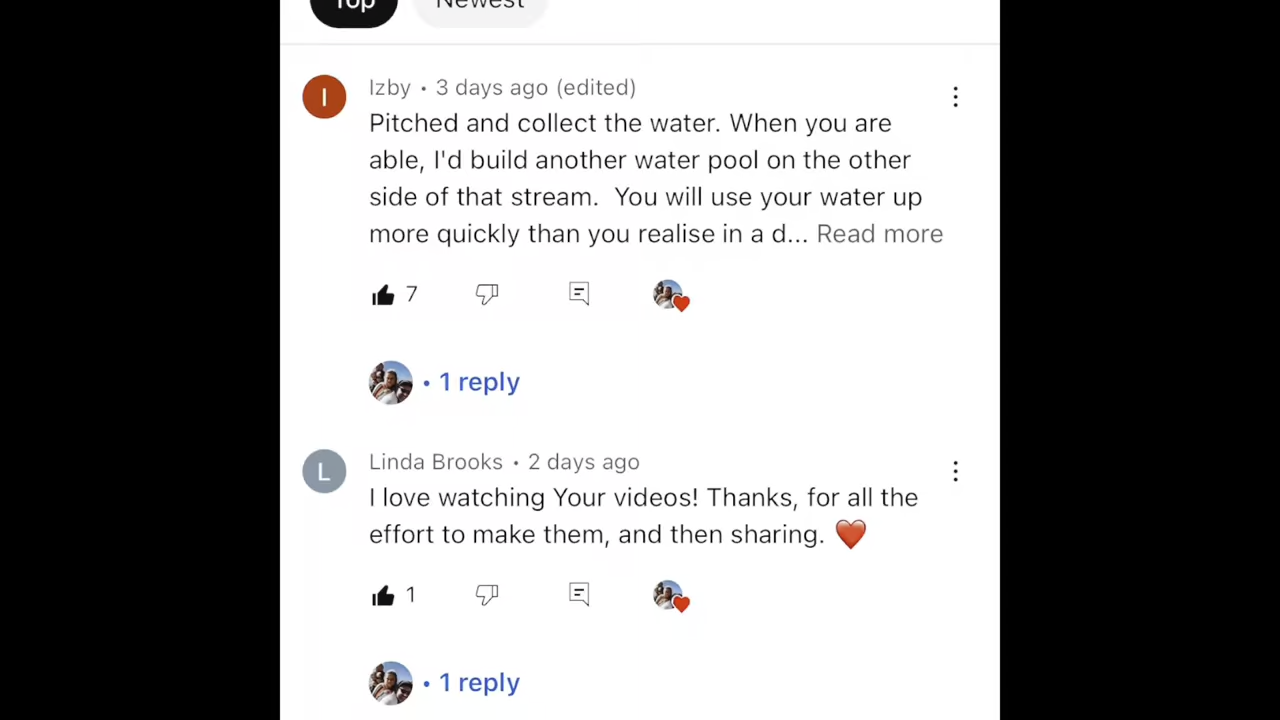 Top Newest
I Izby • 3 days ago (edited)
Pitched and collect the water. When you are
able, I'd build another water pool on the other
side of that stream.  You will use your water up
more quickly than you realise in a d... Read more
7
• 1 reply
L Linda Brooks • 2 days ago
I love watching Your videos! Thanks, for all the
effort to make them, and then sharing. ❤️
1
• 1 reply